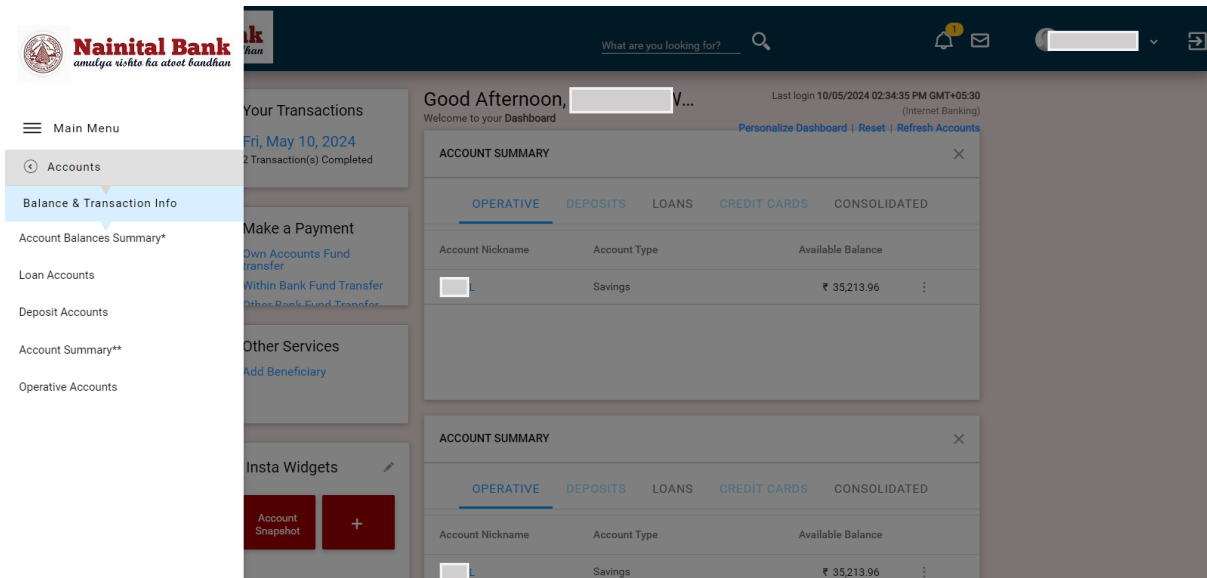 Nainital Bank
amulya rishto ka atoot bandhan
Main Menu
Accounts
Balance & Transaction Info
Account Balances Summary*
Loan Accounts
Deposit Accounts
Account Summary**
Operative Accounts
What are you looking for?
1
Your Transactions
Fri, May 10, 2024
2 Transaction(s) Completed
Make a Payment
Own Accounts Fund
transfer
Within Bank Fund Transfer
Other Bank Fund Transfer
Other Services
Add Beneficiary
Insta Widgets
Account
Snapshot
+
Good Afternoon,
Welcome to your Dashboard
Last login 10/05/2024 02:34:35 PM GMT+05:30
(Internet Banking)
Personalize Dashboard | Reset | Refresh Accounts
ACCOUNT SUMMARY
OPERATIVE DEPOSITS LOANS CREDIT CARDS CONSOLIDATED
Account Nickname Account Type Available Balance
L Savings ₹ 35,213.96
ACCOUNT SUMMARY
OPERATIVE DEPOSITS LOANS CREDIT CARDS CONSOLIDATED
Account Nickname Account Type Available Balance
L Savings ₹ 35,213.96